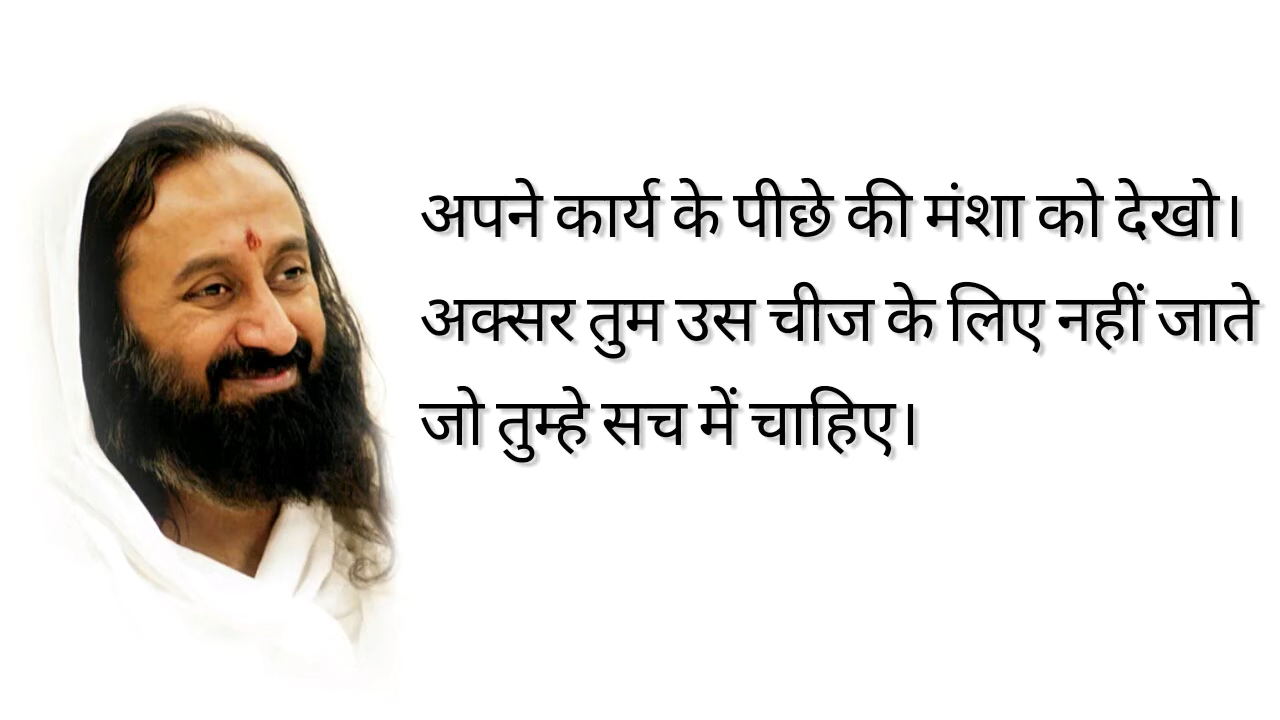 अपने कार्य के पीछे की मंशा को देखो।
अक्सर तुम उस चीज के लिए नहीं जाते
जो तुम्हे सच में चाहिए।